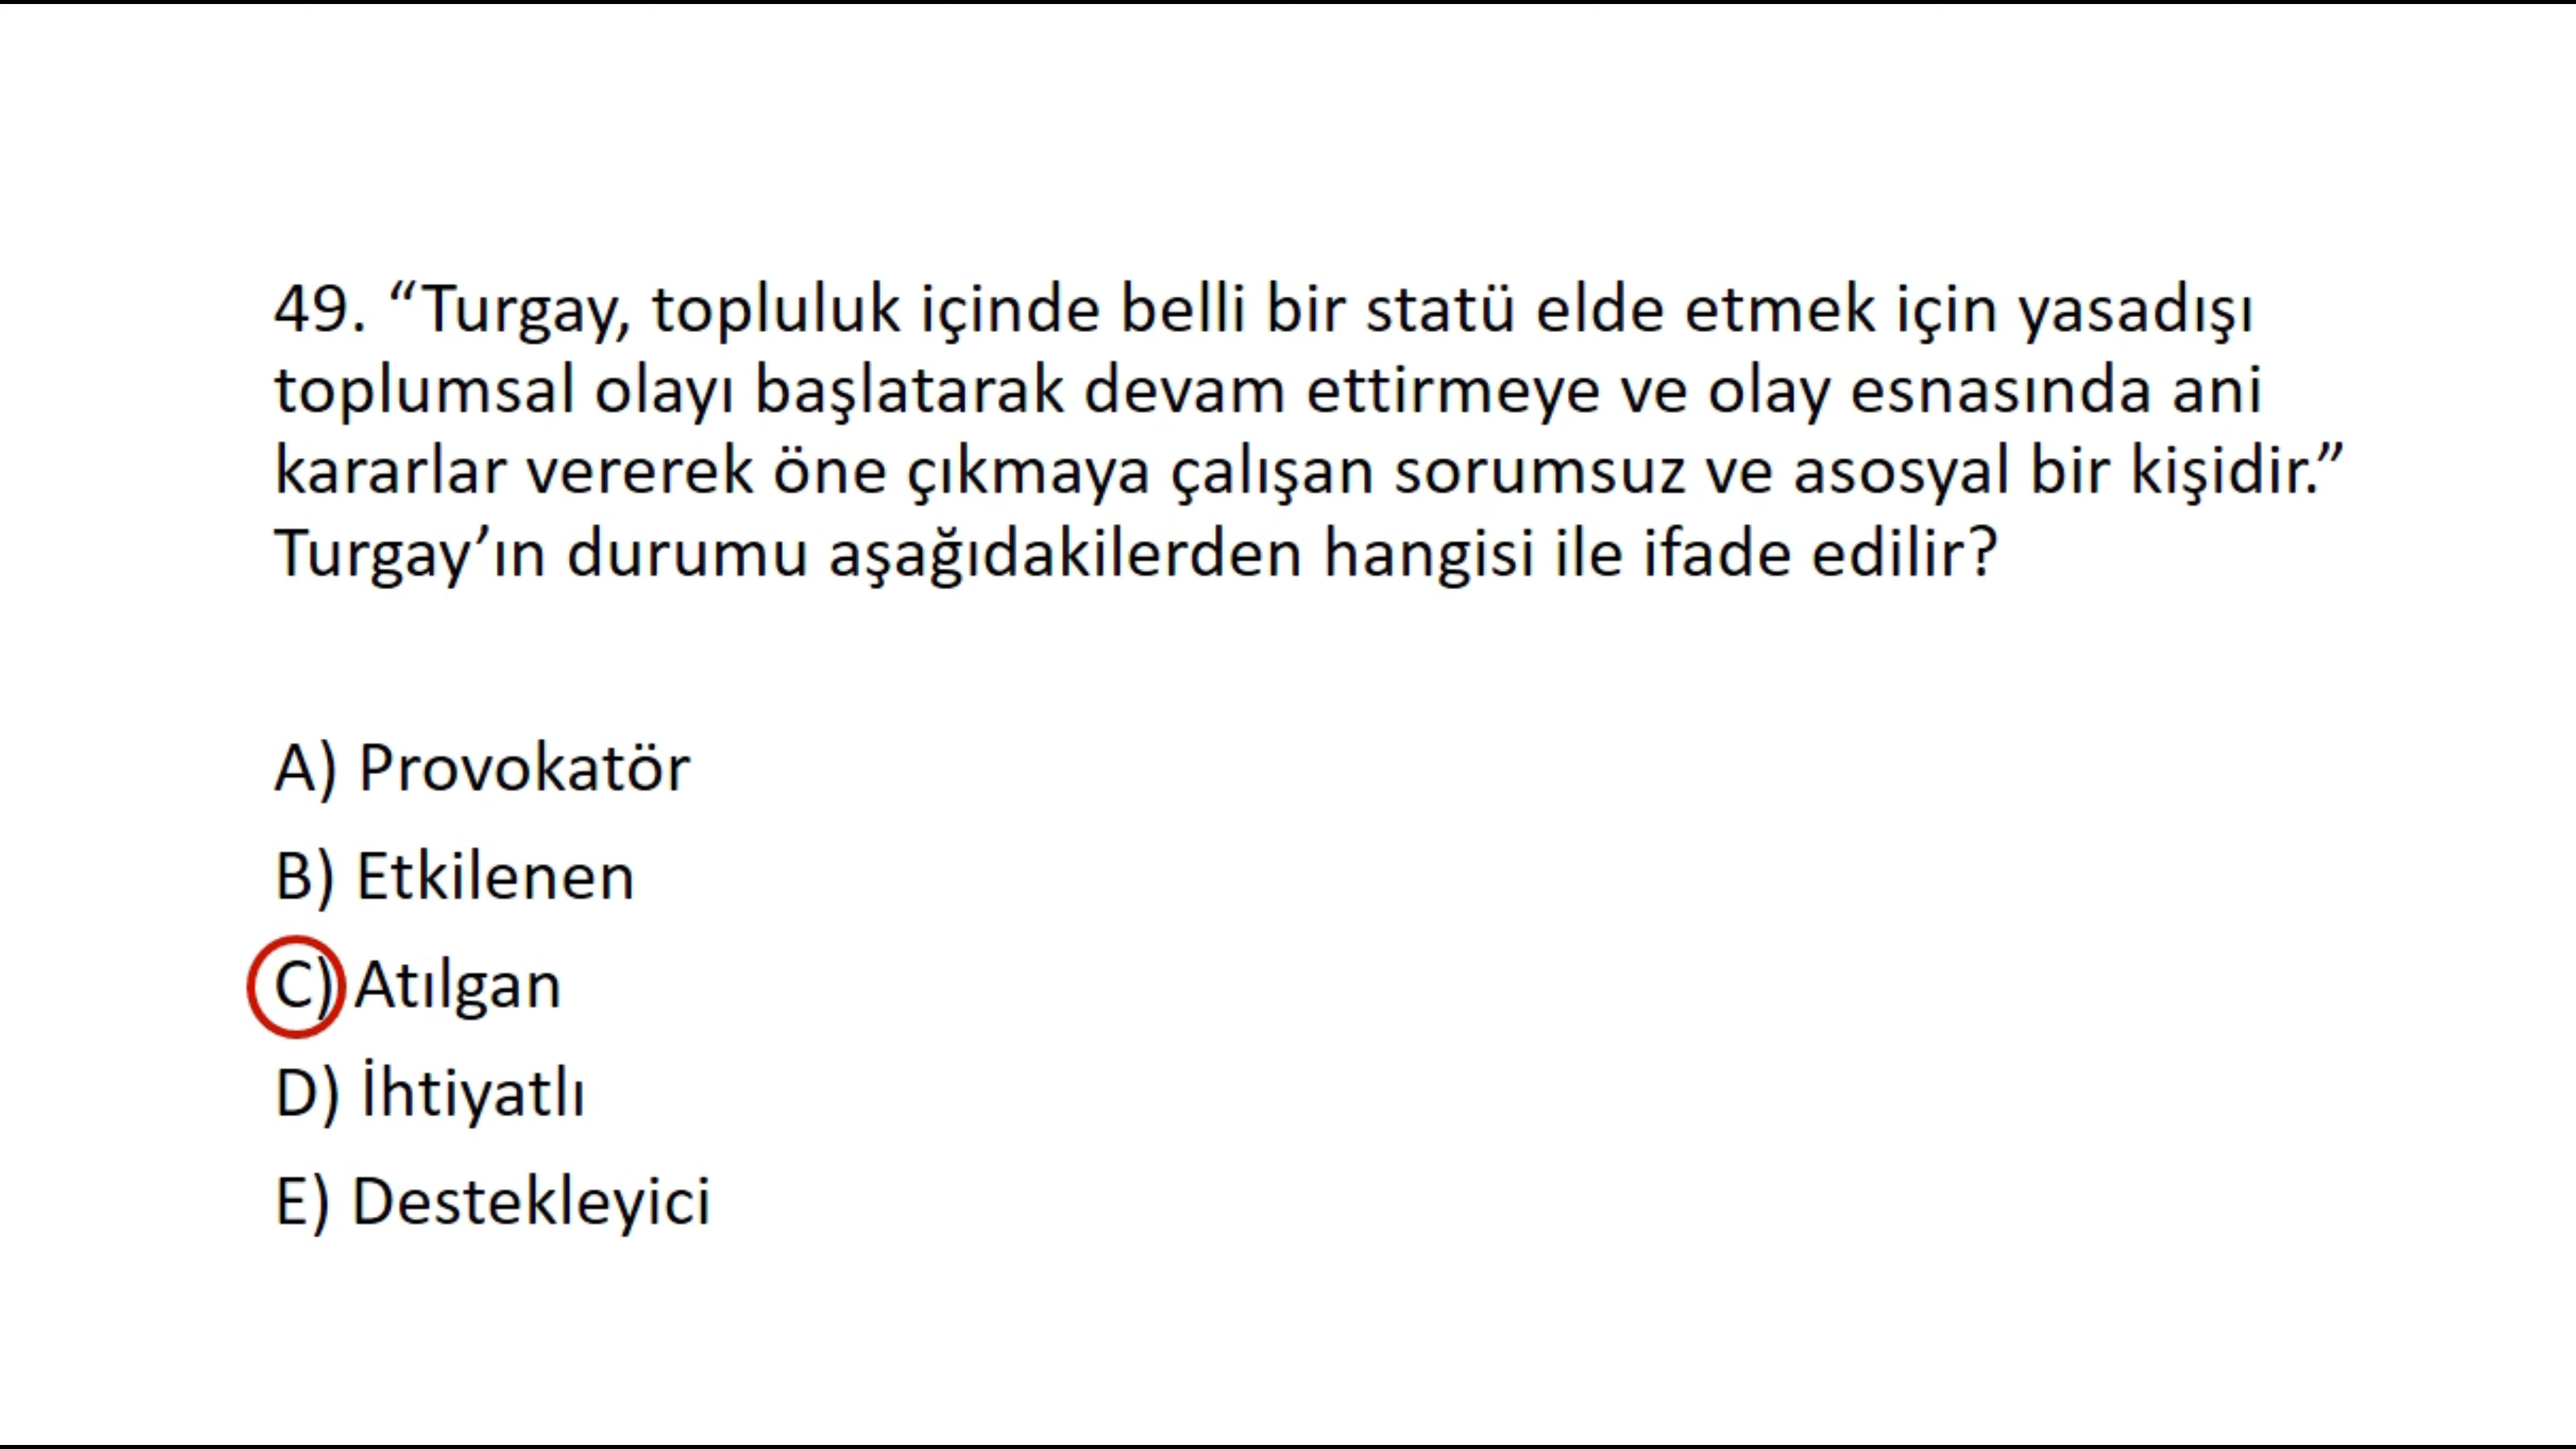 49. “Turgay, topluluk içinde belli bir statü elde etmek için yasadışı
toplumsal olayı başlatarak devam ettirmeye ve olay esnasında ani
kararlar vererek öne çıkmaya çalışan sorumsuz ve asosyal bir kişidir.”
Turgay’ın durumu aşağıdakilerden hangisi ile ifade edilir?
A) Provokatör
B) Etkilenen
C) Atılgan
D) İhtiyatlı
E) Destekleyici